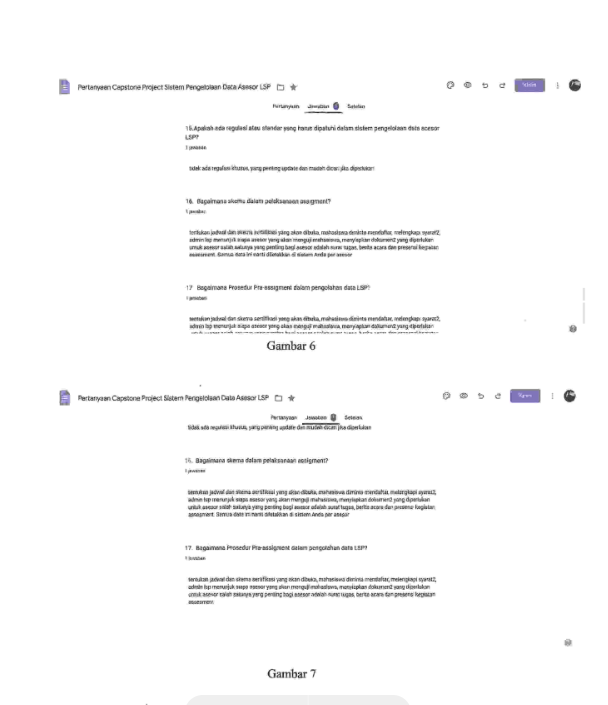 Pertanyaan Capstone Project Sistem Pengelolaan Data Asesor LSP
Pertanyaan Jawaban Setelan
15.Apakah ada regulasi atau standar yang harus dipatuhi dalam sistem pengelolaan data asesor
LSP?
1 jawaban
tidak ada regulasi khusus, yang penting update dan mudah dicari jika diperlukan
16. Bagaimana skema dalam pelaksanaan assigment?
1 jawaban
tentukan jadwal dan skema sertifikasi yang akan dibuka, mahasiswa diminta mendaftar, melengkapi syarat2,
admin lsp menunjuk siapa asesor yang akan menguji mahasiswa, menyiapkan dokumen2 yang diperlukan
untuk asesor salah satunya yang penting bagi asesor adalah surat tugas, berita acara dan presensi kegiatan
assessment. Semua data ini nanti diletakkan di sistem Anda per asesor
17. Bagaimana Prosedur Pra-assigment dalam pengolahan data LSP?
1 jawaban
tentukan jadwal dan skema sertifikasi yang akan dibuka, mahasiswa diminta mendaftar, melengkapi syarat2,
admin lsp menunjuk siapa asesor yang akan menguji mahasiswa, menyiapkan dokumen2 yang diperlukan
Gambar 6
Pertanyaan Capstone Project Sistem Pengelolaan Data Asesor LSP
Pertanyaan Jawaban Setelan
tidak ada regulasi khusus, yang penting update dan mudah dicari jika diperlukan
16. Bagaimana skema dalam pelaksanaan assigment?
1 jawaban
tentukan jadwal dan skema sertifikasi yang akan dibuka, mahasiswa diminta mendaftar, melengkapi syarat2,
admin lsp menunjuk siapa asesor yang akan menguji mahasiswa, menyiapkan dokumen2 yang diperlukan
untuk asesor salah satunya yang penting bagi asesor adalah surat tugas, berita acara dan presensi kegiatan
assessment. Semua data ini nanti diletakkan di sistem Anda per asesor
17. Bagaimana Prosedur Pra-assigment dalam pengolahan data LSP?
1 jawaban
tentukan jadwal dan skema sertifikasi yang akan dibuka, mahasiswa diminta mendaftar, melengkapi syarat2,
admin lsp menunjuk siapa asesor yang akan menguji mahasiswa, menyiapkan dokumen2 yang diperlukan
untuk asesor salah satunya yang penting bagi asesor adalah surat tugas, berita acara dan presensi kegiatan
assessment
Gambar 7